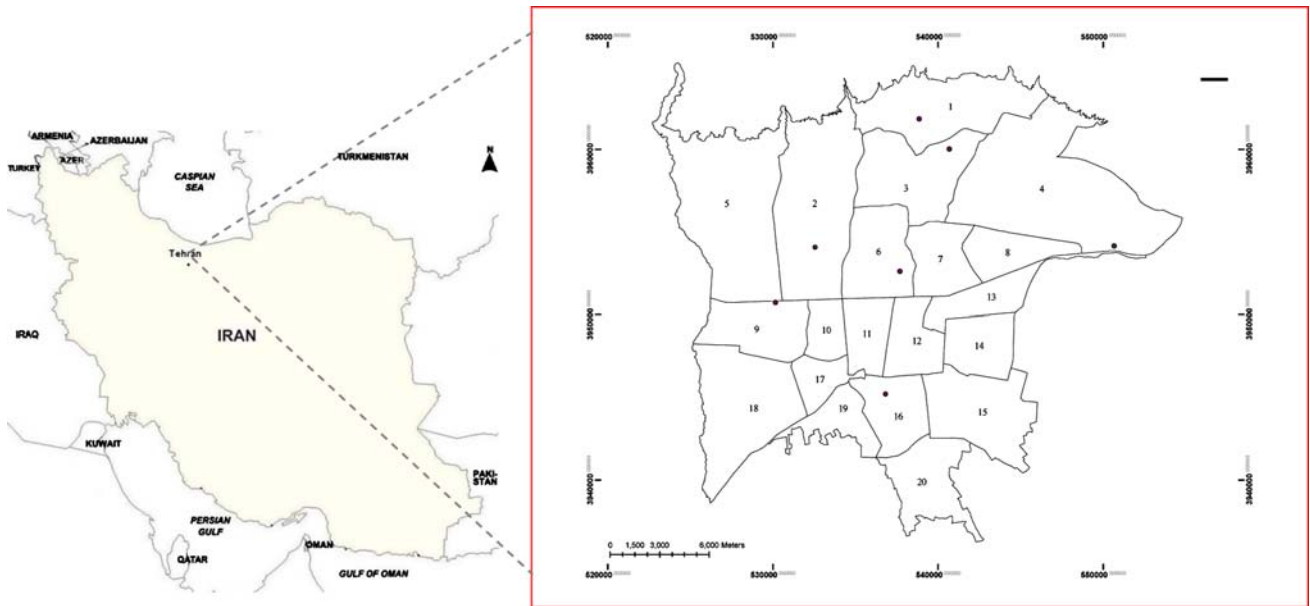 ARMENIA
AZERBAIJAN
TURKEY
AZER
CASPIAN
SEA
TURKMENISTAN
N
Tehran
IRAQ
IRAN
KUWAIT
PAKI-
STAN
PERSIAN
GULF
QATAR
OMAN
GULF OF OMAN
520000 530000 540000 550000
3960000 3960000
3950000 3950000
3940000 3940000
1
2
3
4
5
6
7
8
9
10
11
12
13
14
15
16
17
18
19
20
0 1,500 3,000 6,000 Meters
520000 530000 540000 550000